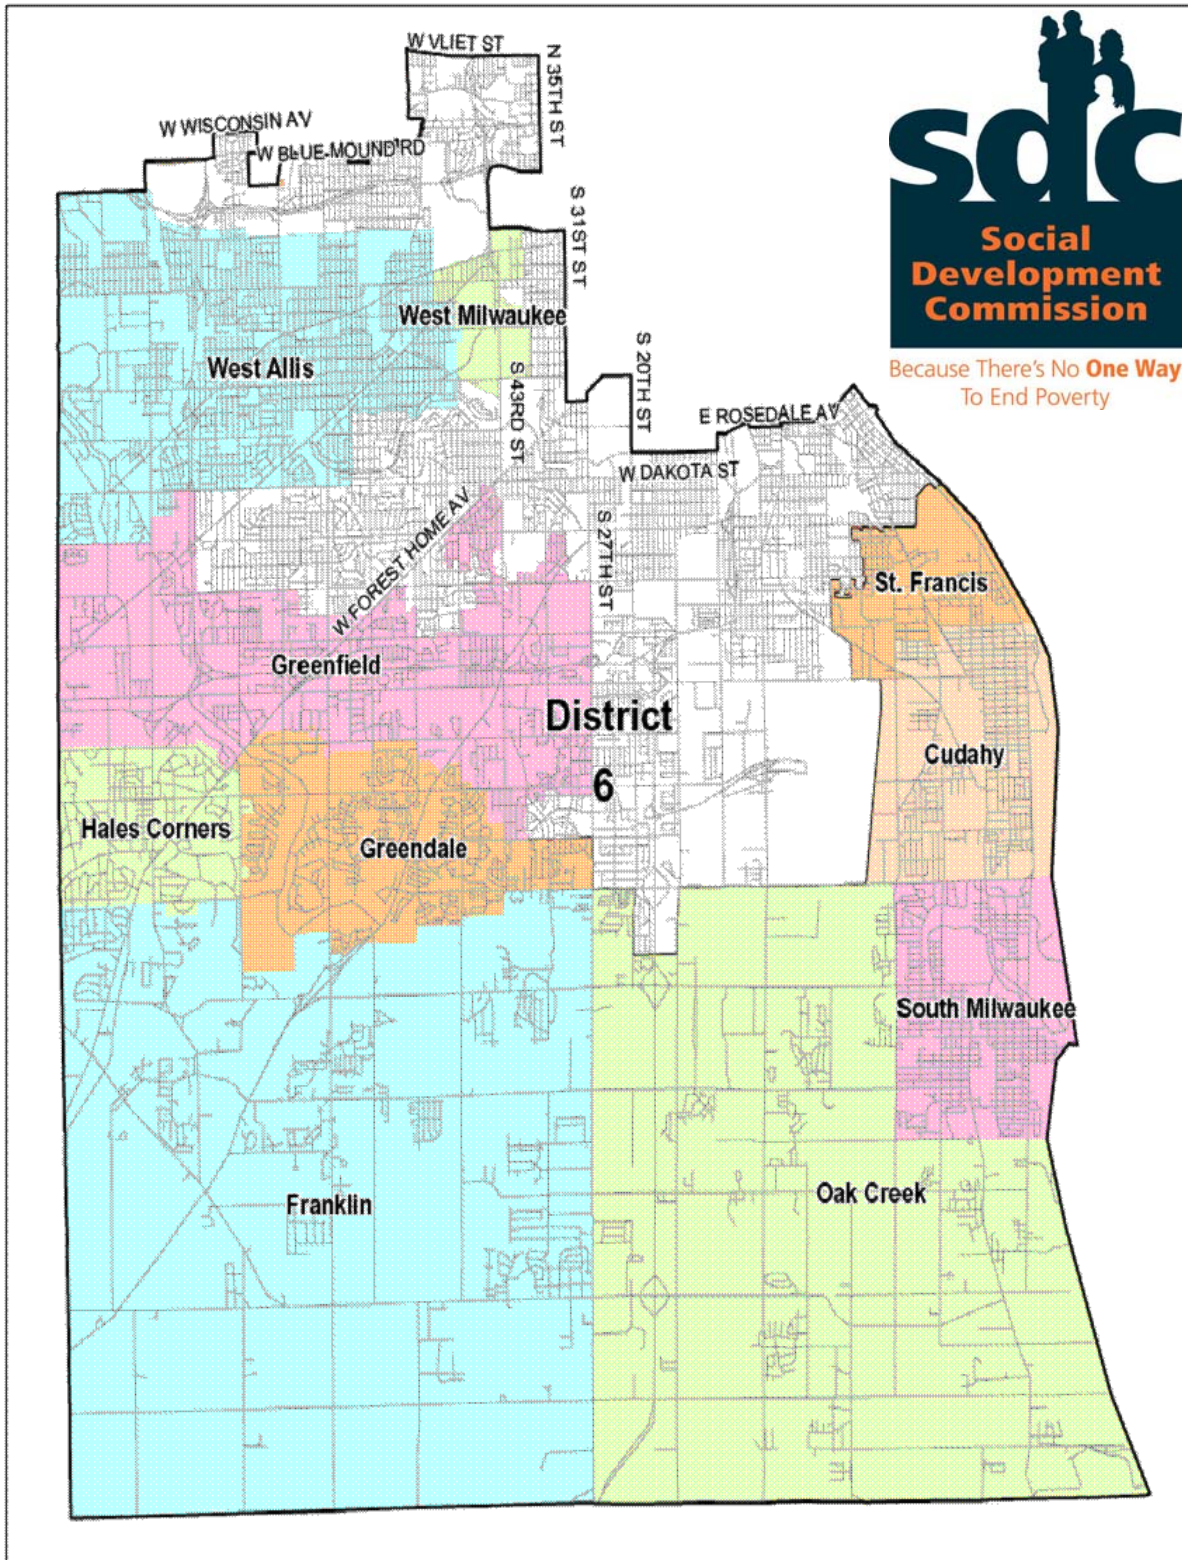 W VLIET ST
N 35TH ST
W WISCONSIN AV
W BLUE MOUND RD
S 31ST ST
sdc
Social
Development
Commission
Because There's No One Way
To End Poverty
West Milwaukee
West Allis
S 43RD ST
S 20TH ST
E ROSEDALE AV
W DAKOTA ST
W FOREST HOME AV
S 27TH ST
St. Francis
Greenfield
District
6
Cudahy
Hales Corners
Greendale
South Milwaukee
Franklin
Oak Creek